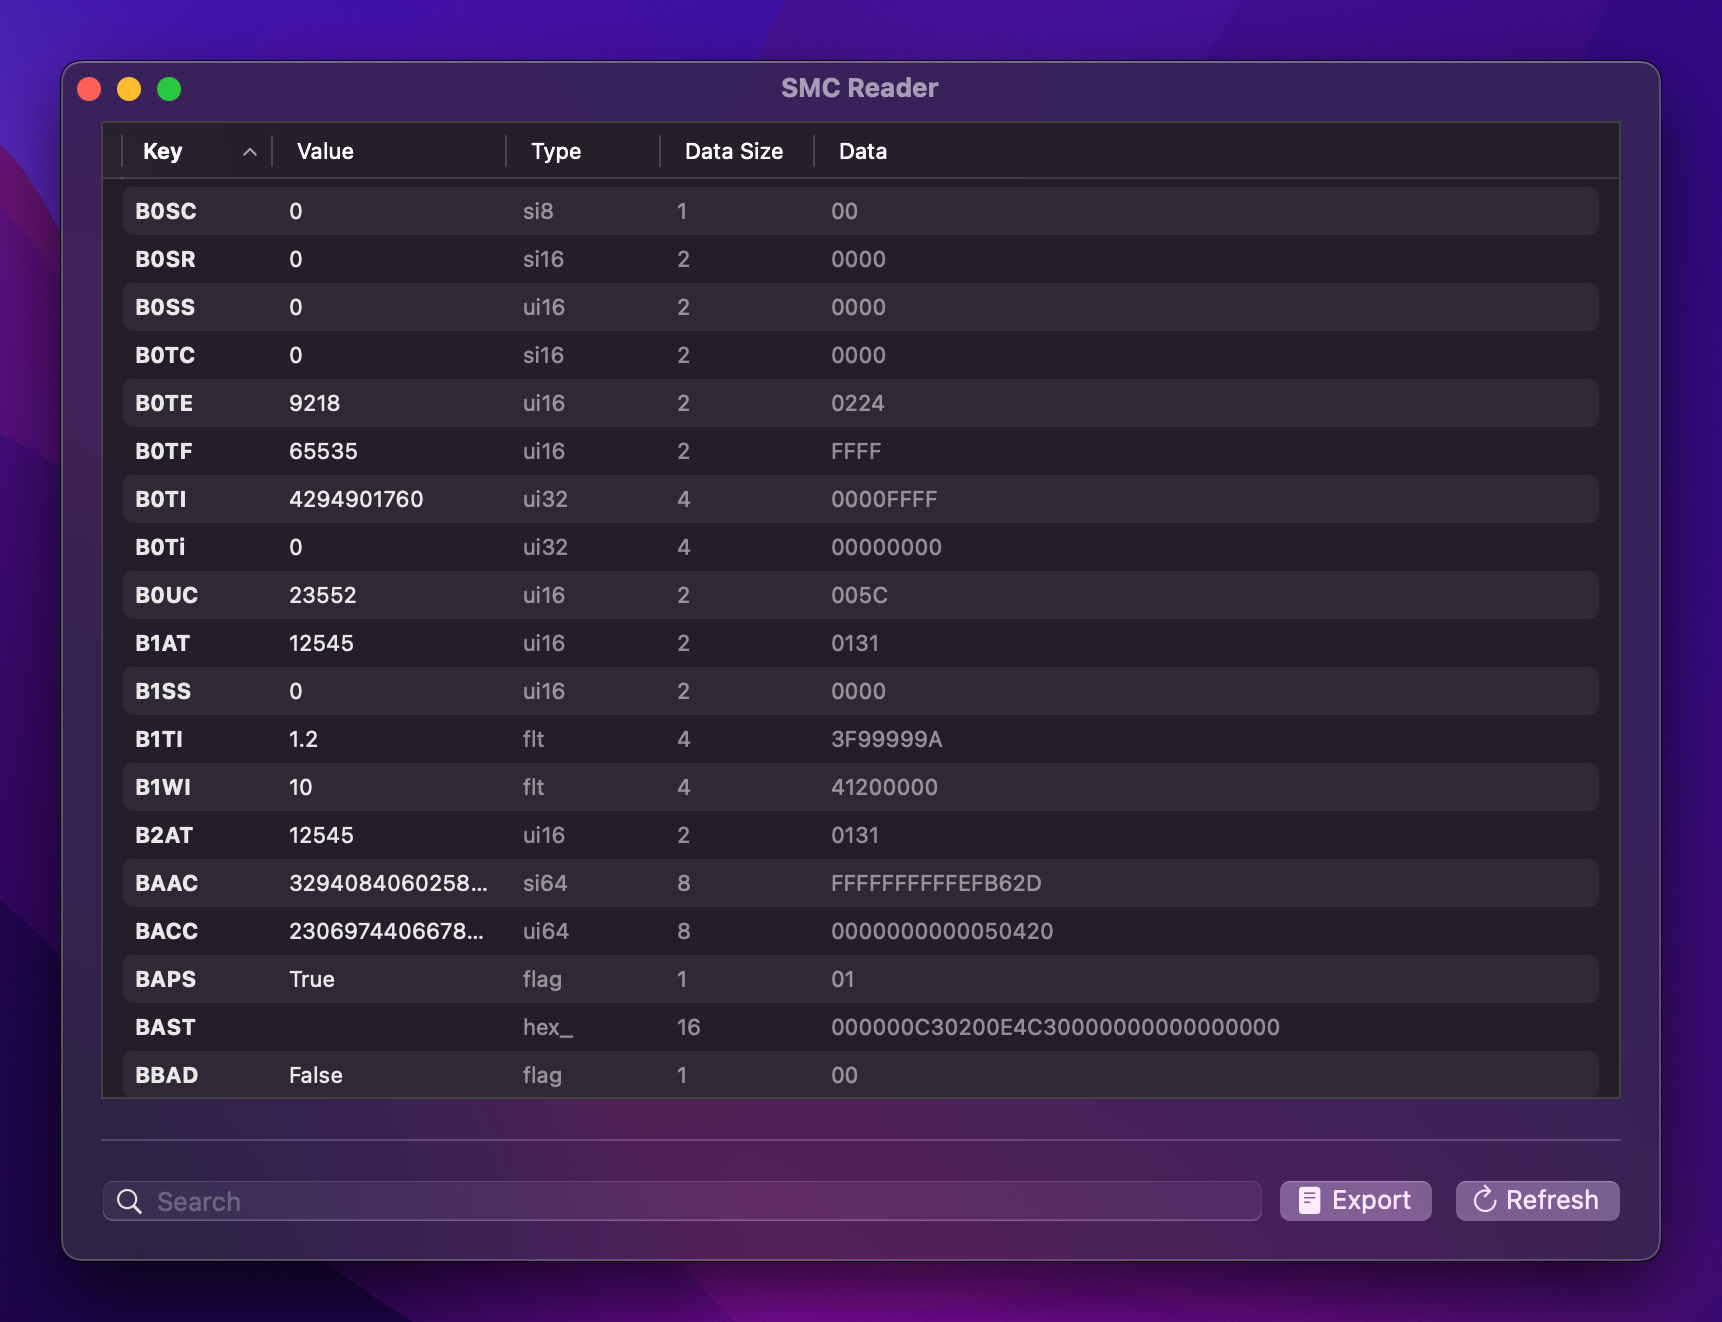 SMC Reader
Key Value Type Data Size Data
B0SC 0 si8 1 00
B0SR 0 si16 2 0000
B0SS 0 ui16 2 0000
B0TC 0 si16 2 0000
B0TE 9218 ui16 2 0224
B0TF 65535 ui16 2 FFFF
B0TI 4294901760 ui32 4 0000FFFF
B0Ti 0 ui32 4 00000000
B0UC 23552 ui16 2 005C
B1AT 12545 ui16 2 0131
B1SS 0 ui16 2 0000
B1TI 1.2 flt 4 3F99999A
B1WI 10 flt 4 41200000
B2AT 12545 ui16 2 0131
BAAC 3294084060258... si64 8 FFFFFFFFFFEFB62D
BACC 2306974406678... ui64 8 0000000000050420
BAPS True flag 1 01
BAST hex_ 16 000000C30200E4C30000000000000000
BBAD False flag 1 00
Search Export Refresh